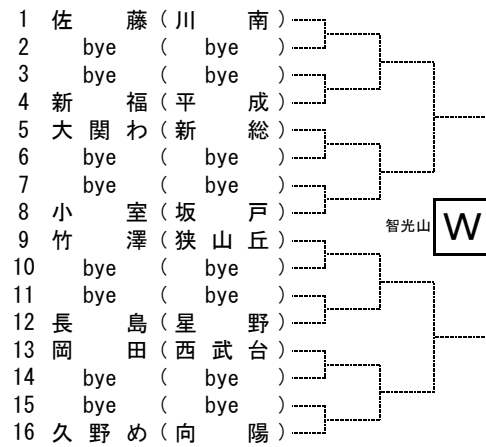 1 佐藤 (川南)
2 bye ( bye )
3 bye ( bye )
4 新福 (平成)
5 大関わ (新総)
6 bye ( bye )
7 bye ( bye )
8 小室 (坂戸)
智光山 W
9 竹澤 (狭山丘)
10 bye ( bye )
11 bye ( bye )
12 長島 (星野)
13 岡田 (西武台)
14 bye ( bye )
15 bye ( bye )
16 久野め (向陽)